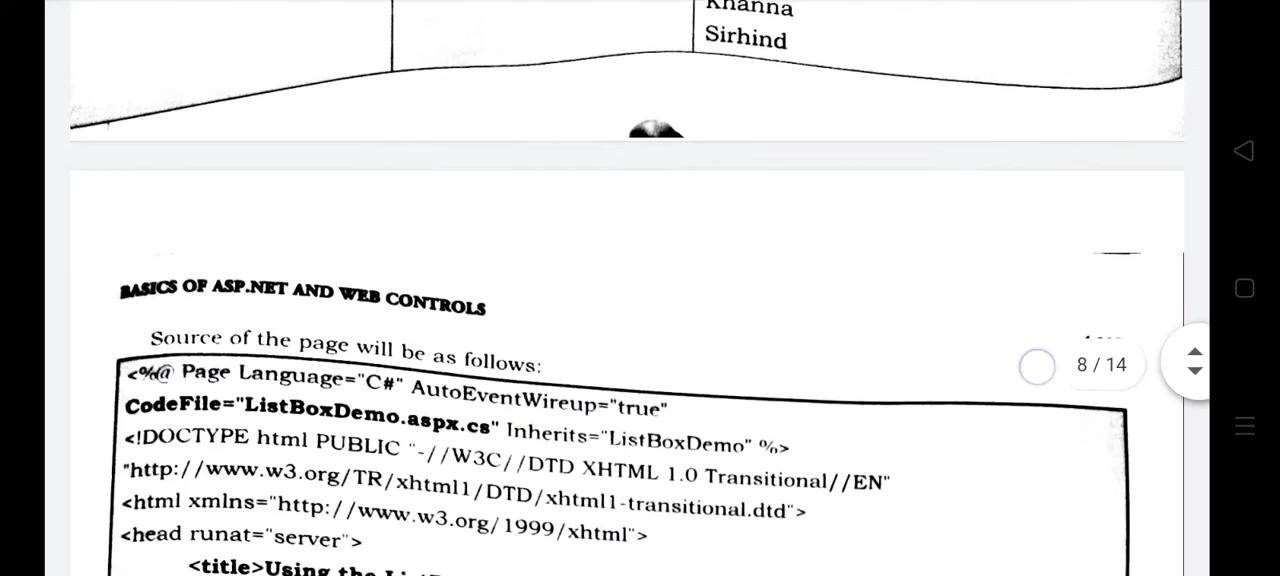 Khanna
Sirhind
BASICS OF ASP.NET AND WEB CONTROLS
Source of the page will be as follows:
8 / 14
<%@ Page Language="C#" AutoEventWireup="true"
CodeFile="ListBoxDemo.aspx.cs" Inherits="ListBoxDemo" %>
<!DOCTYPE html PUBLIC "-//W3C//DTD XHTML 1.0 Transitional//EN"
"http://www.w3.org/TR/xhtml1/DTD/xhtml1-transitional.dtd">
<html xmlns="http://www.w3.org/1999/xhtml">
<head runat="server">
<title>Using the